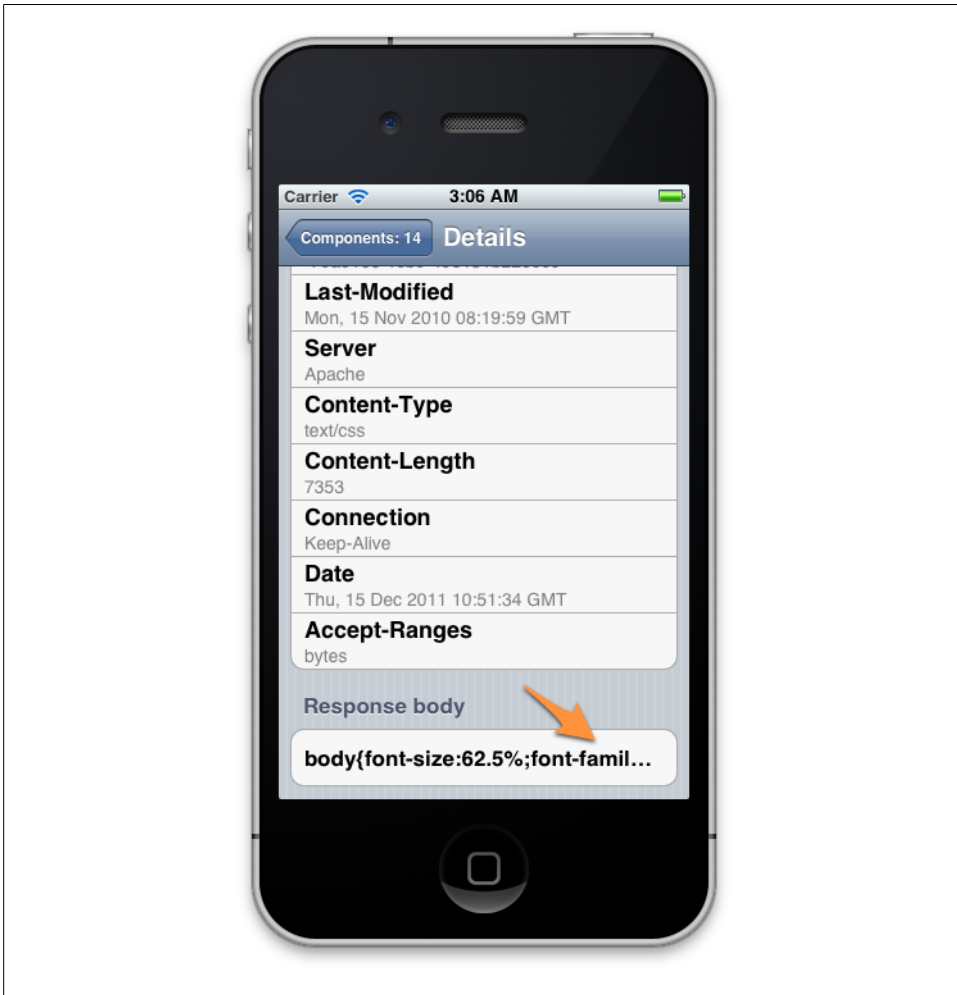 Carrier 3:06 AM
Components: 14 Details
Last-Modified
Mon, 15 Nov 2010 08:19:59 GMT
Server
Apache
Content-Type
text/css
Content-Length
7353
Connection
Keep-Alive
Date
Thu, 15 Dec 2011 10:51:34 GMT
Accept-Ranges
bytes
Response body
body{font-size:62.5%;font-famil...